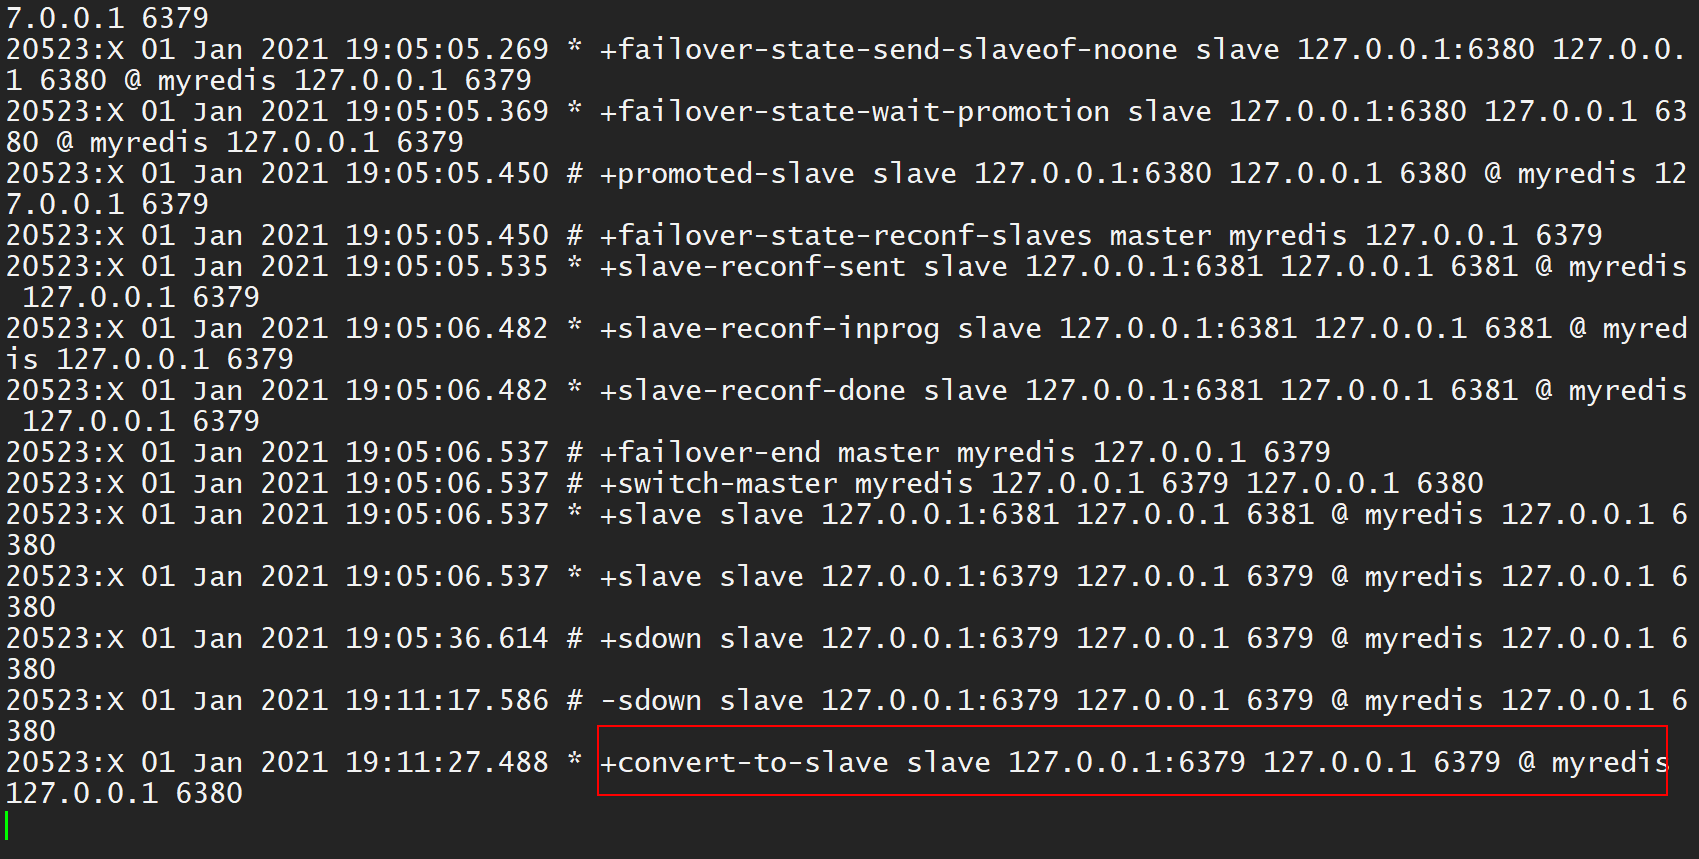 7.0.0.1 6379
20523:X 01 Jan 2021 19:05:05.269 * +failover-state-send-slaveof-noone slave 127.0.0.1:6380 127.0.0.
1 6380 @ myredis 127.0.0.1 6379
20523:X 01 Jan 2021 19:05:05.369 * +failover-state-wait-promotion slave 127.0.0.1:6380 127.0.0.1 63
80 @ myredis 127.0.0.1 6379
20523:X 01 Jan 2021 19:05:05.450 # +promoted-slave slave 127.0.0.1:6380 127.0.0.1 6380 @ myredis 12
7.0.0.1 6379
20523:X 01 Jan 2021 19:05:05.450 # +failover-state-reconf-slaves master myredis 127.0.0.1 6379
20523:X 01 Jan 2021 19:05:05.535 * +slave-reconf-sent slave 127.0.0.1:6381 127.0.0.1 6381 @ myredis
 127.0.0.1 6379
20523:X 01 Jan 2021 19:05:06.482 * +slave-reconf-inprog slave 127.0.0.1:6381 127.0.0.1 6381 @ myred
is 127.0.0.1 6379
20523:X 01 Jan 2021 19:05:06.482 * +slave-reconf-done slave 127.0.0.1:6381 127.0.0.1 6381 @ myredis
 127.0.0.1 6379
20523:X 01 Jan 2021 19:05:06.537 # +failover-end master myredis 127.0.0.1 6379
20523:X 01 Jan 2021 19:05:06.537 # +switch-master myredis 127.0.0.1 6379 127.0.0.1 6380
20523:X 01 Jan 2021 19:05:06.537 * +slave slave 127.0.0.1:6381 127.0.0.1 6381 @ myredis 127.0.0.1 6
380
20523:X 01 Jan 2021 19:05:06.537 * +slave slave 127.0.0.1:6379 127.0.0.1 6379 @ myredis 127.0.0.1 6
380
20523:X 01 Jan 2021 19:05:36.614 # +sdown slave 127.0.0.1:6379 127.0.0.1 6379 @ myredis 127.0.0.1 6
380
20523:X 01 Jan 2021 19:11:17.586 # -sdown slave 127.0.0.1:6379 127.0.0.1 6379 @ myredis 127.0.0.1 6
380
20523:X 01 Jan 2021 19:11:27.488 * +convert-to-slave slave 127.0.0.1:6379 127.0.0.1 6379 @ myredis
127.0.0.1 6380